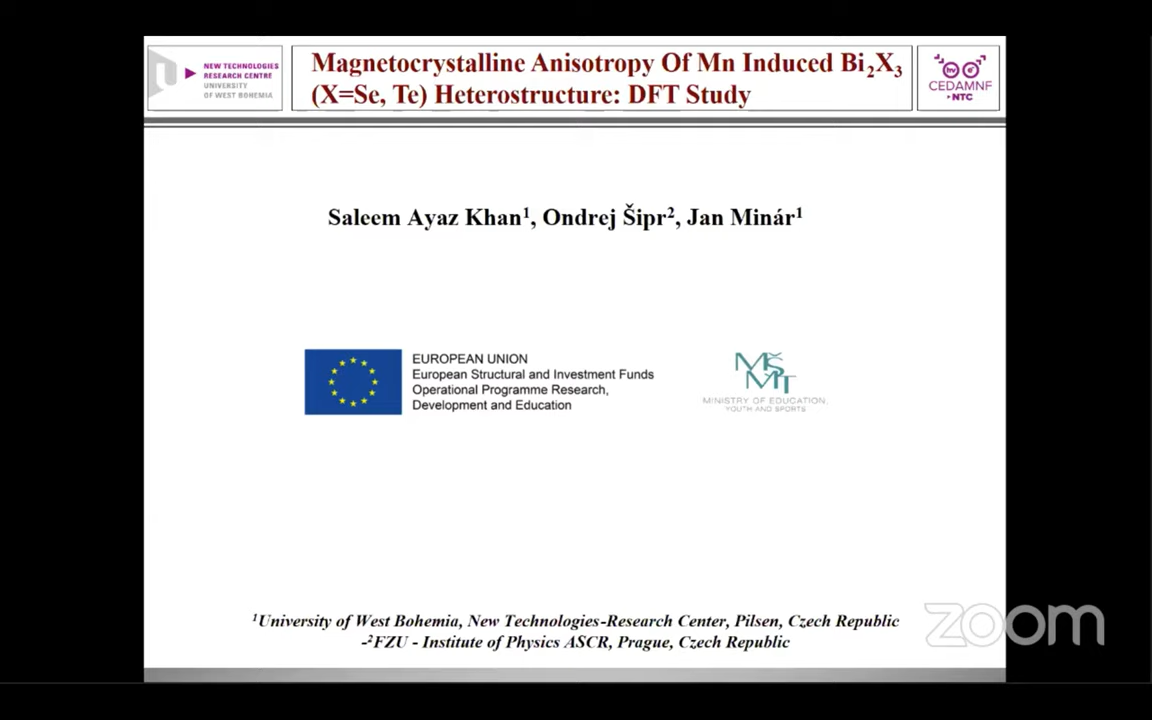 NEW TECHNOLOGIES
RESEARCH CENTRE
UNIVERSITY
OF WEST BOHEMIA
Magnetocrystalline Anisotropy Of Mn Induced Bi₂X₃
(X=Se, Te) Heterostructure: DFT Study
CEDAMNF
• NTC
Saleem Ayaz Khan¹, Ondrej Šipr², Jan Minár¹
EUROPEAN UNION
European Structural and Investment Funds
Operational Programme Research,
Development and Education
MŠ
MT
MINISTRY OF EDUCATION,
YOUTH AND SPORTS
¹University of West Bohemia, New Technologies-Research Center, Pilsen, Czech Republic
-²FZU - Institute of Physics ASCR, Prague, Czech Republic
zoom